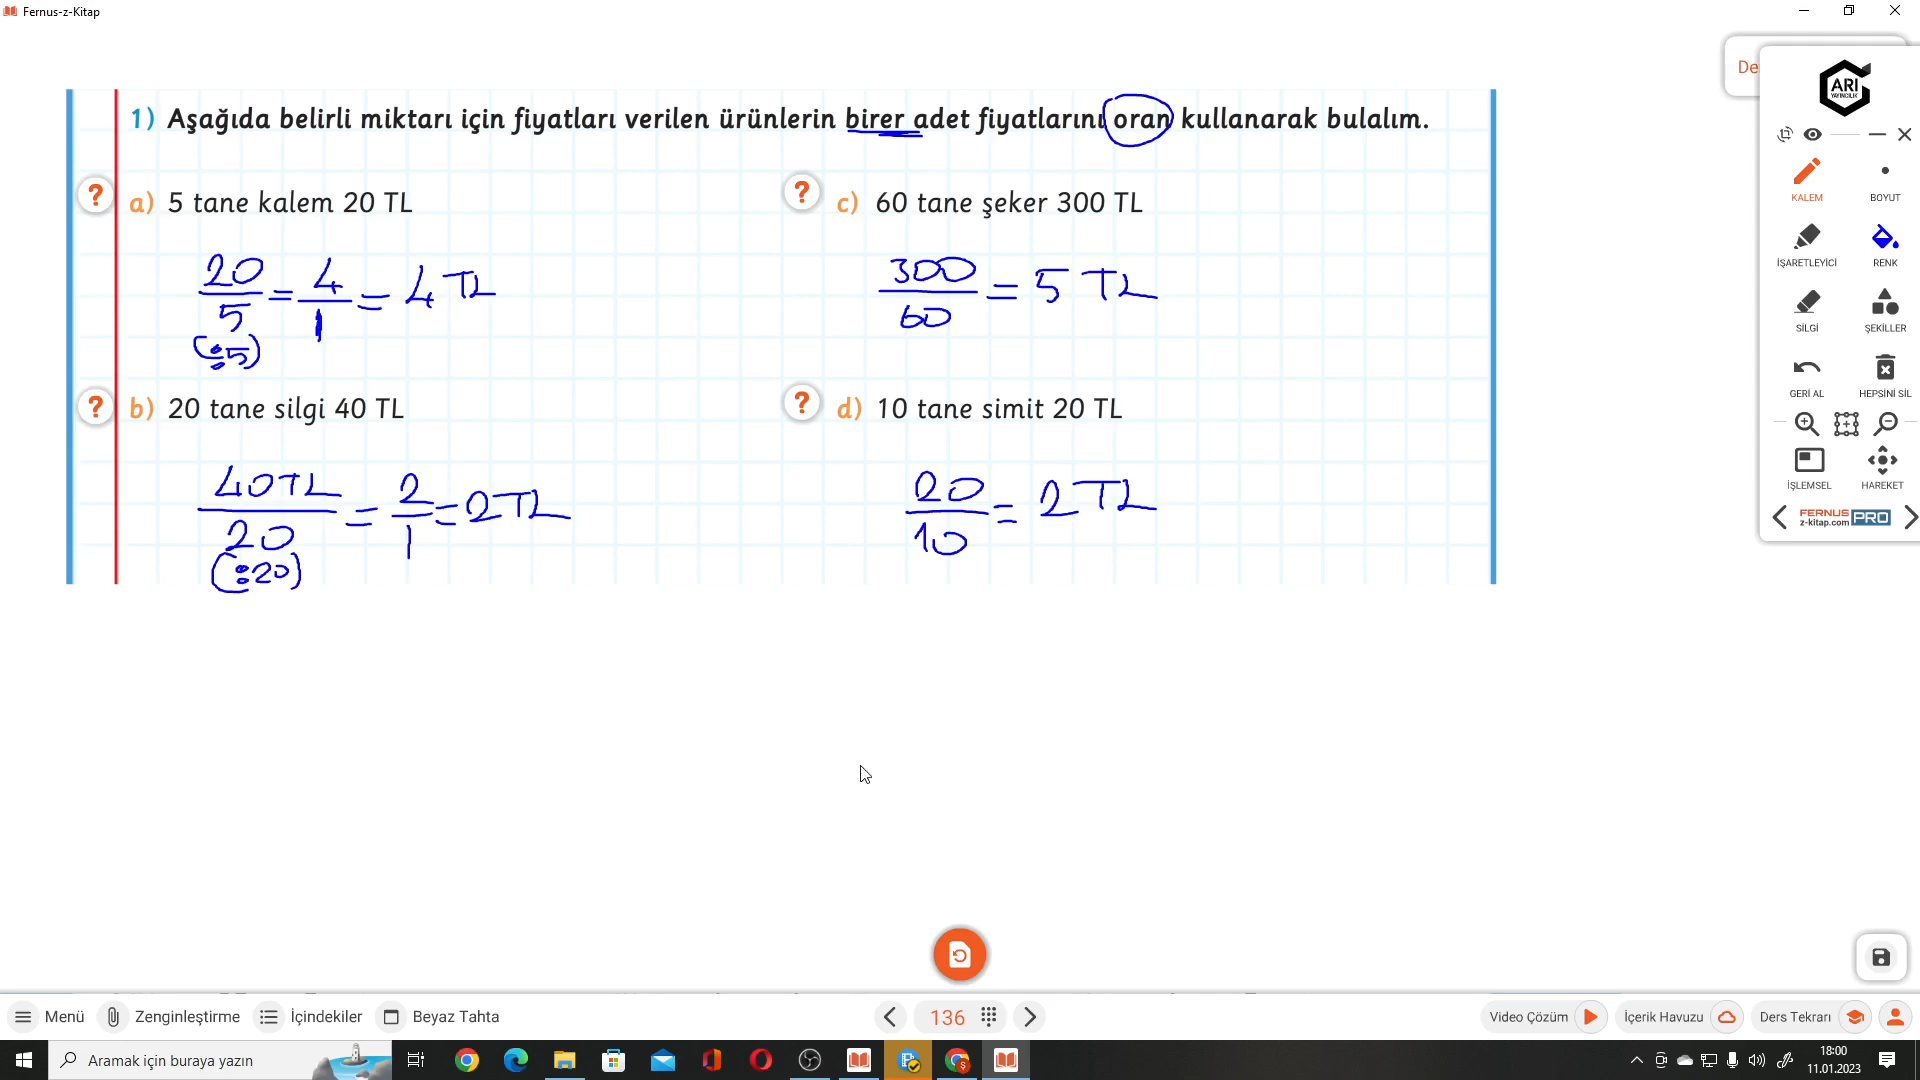 Fernus-z-Kitap
De
ARI
YAYINCILIK
1) Aşağıda belirli miktarı için fiyatları verilen ürünlerin birer adet fiyatlarını oran kullanarak bulalım.
? a) 5 tane kalem 20 TL
20/5 = 4/1 = 4 TL
(:5)
? b) 20 tane silgi 40 TL
40TL/20 = 2/1 = 2TL
(:20)
? c) 60 tane şeker 300 TL
300/60 = 5 TL
? d) 10 tane simit 20 TL
20/10 = 2 TL
KALEM BOYUT
İŞARETLEYİCİ RENK
SİLGİ ŞEKİLLER
GERİ AL HEPSİNİ SİL
İŞLEMSEL HAREKET
FERNUS
z-kitap.com PRO
Menü Zenginleştirme İçindekiler Beyaz Tahta 136 Video Çözüm İçerik Havuzu Ders Tekrarı
Aramak için buraya yazın
18:00
11.01.2023